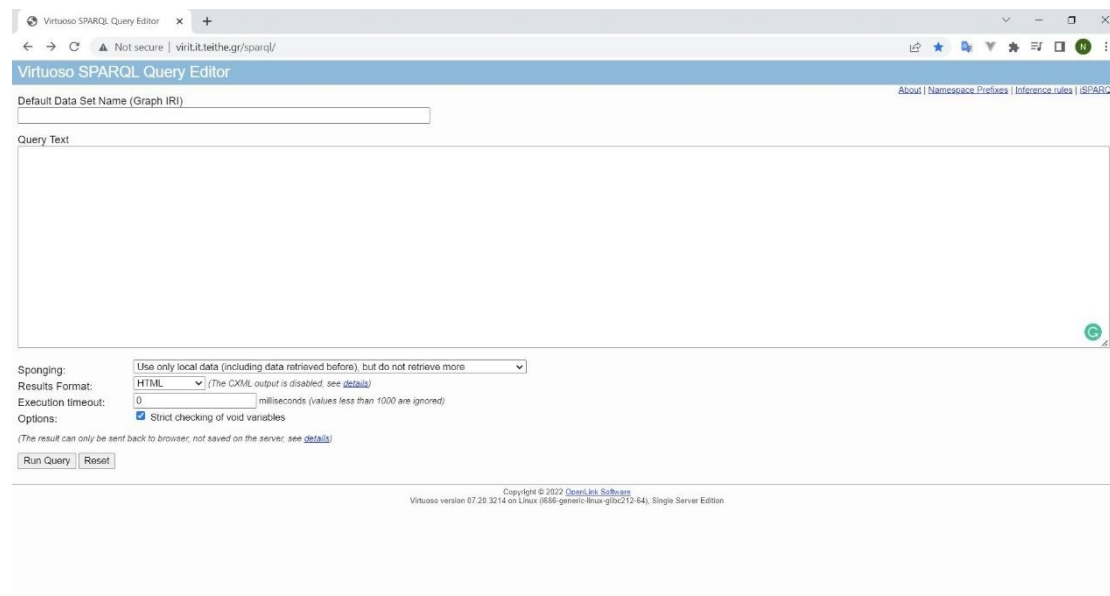 Virtuoso SPARQL Query Editor
Not secure | virit.it.teithe.gr/sparql/
N
Virtuoso SPARQL Query Editor
About | Namespace Prefixes | Inference rules | iSPARQ
Default Data Set Name (Graph IRI)
Query Text
G
Sponging: Use only local data (including data retrieved before), but do not retrieve more
Results Format: HTML (The CXML output is disabled, see details)
Execution timeout: 0 milliseconds (values less than 1000 are ignored)
Options: Strict checking of void variables
(The result can only be sent back to browser, not saved on the server, see details)
Run Query Reset
Copyright © 2022 OpenLink Software
Virtuoso version 07.20.3214 on Linux (i686-generic-linux-glibc212-64), Single Server Edition